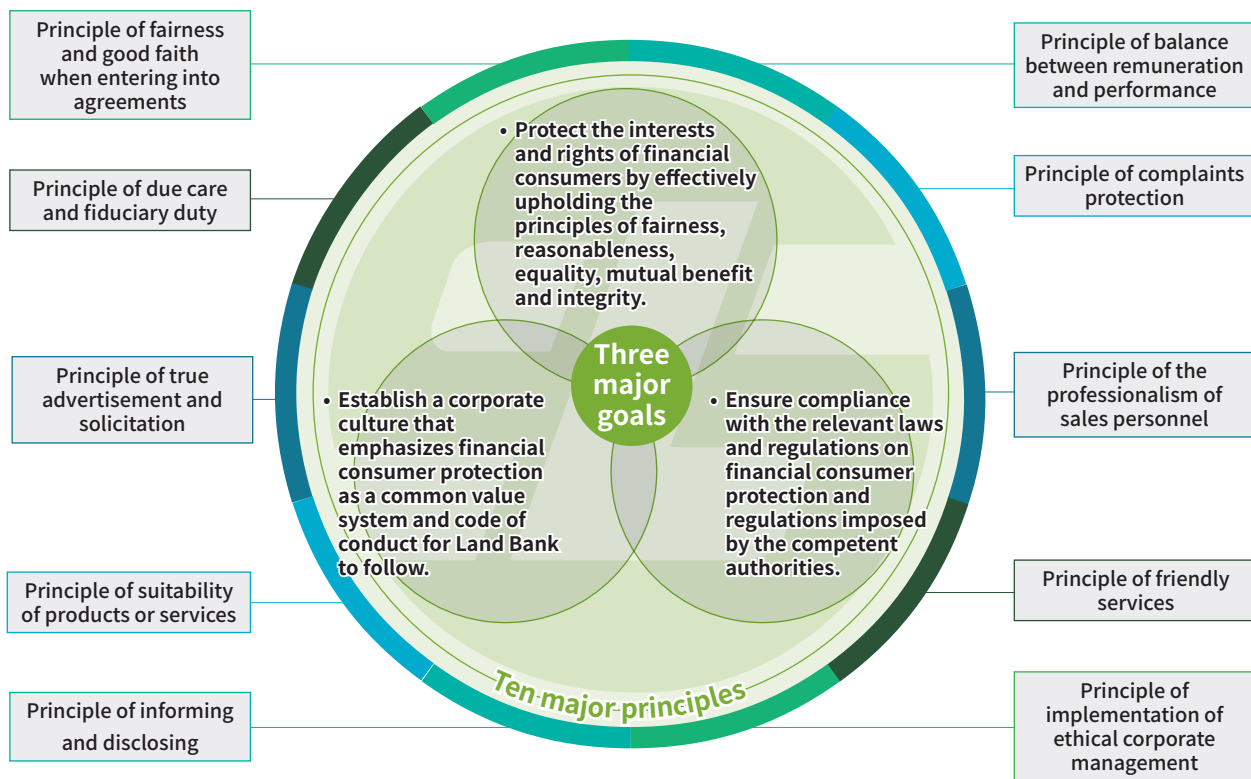 Principle of fairness
and good faith
when entering into
agreements
Principle of due care
and fiduciary duty
Principle of true
advertisement and
solicitation
Principle of suitability
of products or services
Principle of informing
and disclosing
• Protect the interests
and rights of financial
consumers by effectively
upholding the
principles of fairness,
reasonableness,
equality, mutual benefit
and integrity.
Three
major
goals
• Establish a corporate
culture that
emphasizes financial
consumer protection
as a common value
system and code of
conduct for Land Bank
to follow.
• Ensure compliance
with the relevant laws
and regulations on
financial consumer
protection and
regulations imposed
by the competent
authorities.
Ten major principles
Principle of balance
between remuneration
and performance
Principle of complaints
protection
Principle of the
professionalism of
sales personnel
Principle of friendly
services
Principle of
implementation of
ethical corporate
management